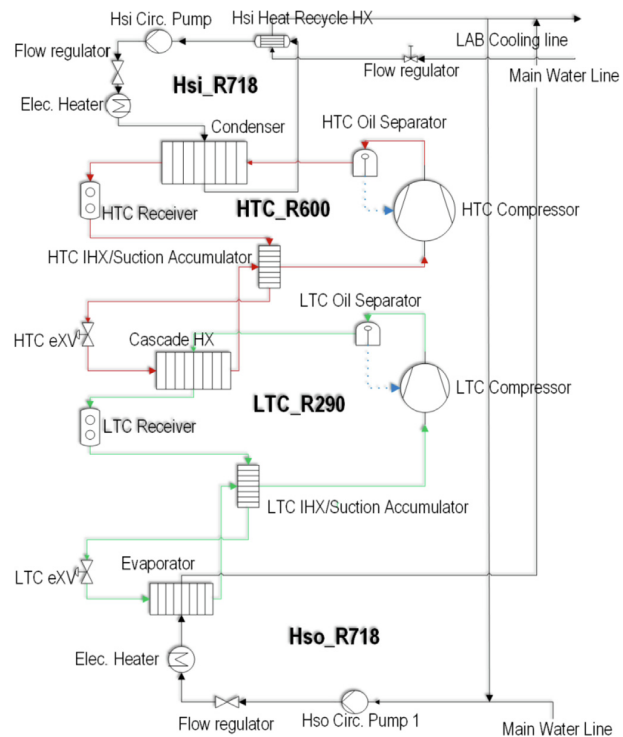 Hsi Circ. Pump
Hsi Heat Recycle HX
Flow regulator
LAB Cooling line
Flow regulator
Main Water Line
Hsi_R718
Elec. Heater
Condenser
HTC Oil Separator
HTC Receiver
HTC_R600
HTC Compressor
HTC IHX/Suction Accumulator
LTC Oil Separator
HTC eXV
Cascade HX
LTC Compressor
LTC_R290
LTC Receiver
LTC IHX/Suction Accumulator
Evaporator
LTC eXV
Hso_R718
Elec. Heater
Flow regulator
Hso Circ. Pump 1
Main Water Line